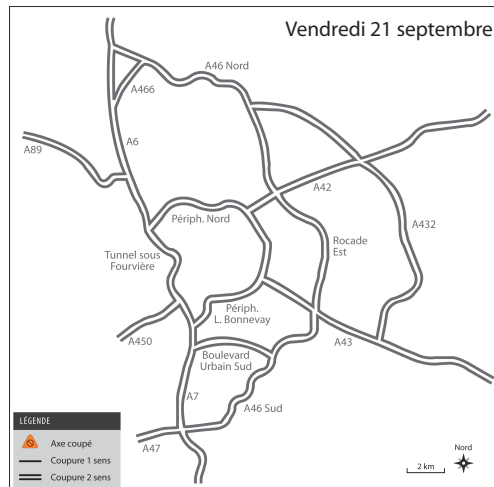 Vendredi 21 septembre
A46 Nord
A466
A6
A89
A42
Périph. Nord
A432
Rocade
Est
Tunnel sous
Fourvière
Périph.
L. Bonnevay
A450
A43
Boulevard
Urbain Sud
A7
A46 Sud
A47
LÉGENDE
Axe coupé
Coupure 1 sens
Coupure 2 sens
Nord
2 km